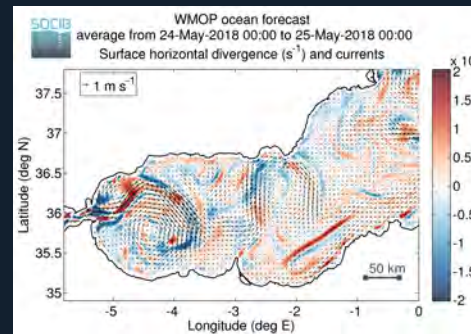 SOCIB
WMOP ocean forecast
average from 24-May-2018 00:00 to 25-May-2018 00:00
Surface horizontal divergence (s⁻¹) and currents
x 10
1 m s⁻¹
Latitude (deg N)
37.5
37
36.5
36
35.5
35
50 km
2
1.5
1
0.5
0
-0.5
-1
-1.5
-2
-5
-4
-3
-2
-1
0
Longitude (deg E)